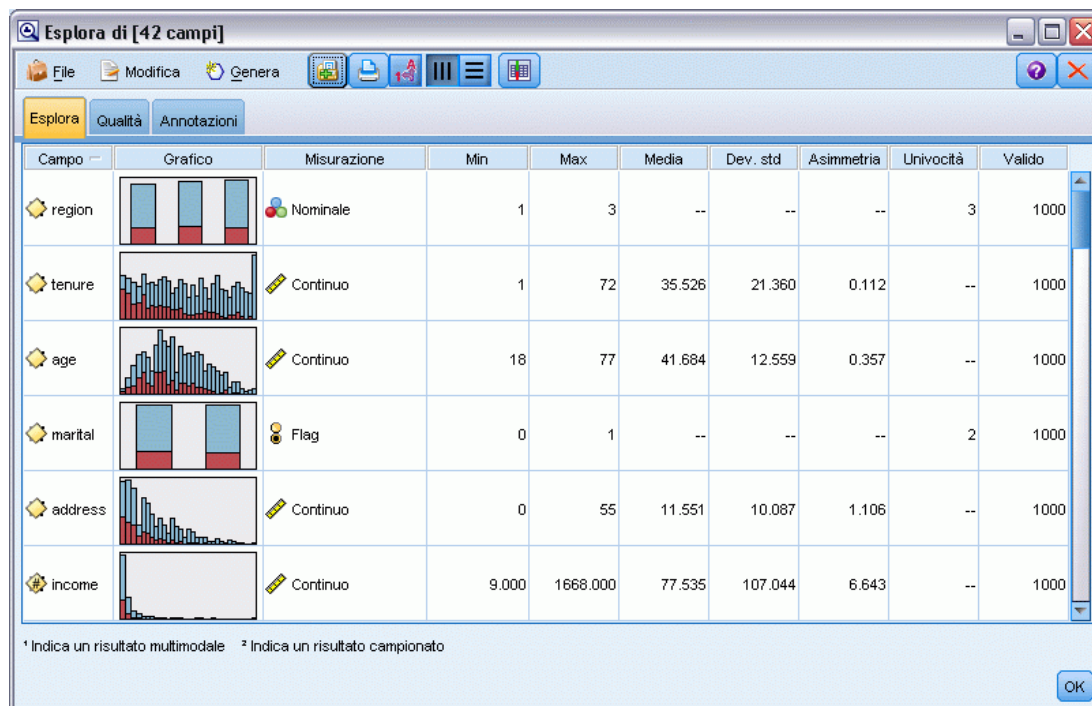 Esplora di [42 campi]
File Modifica Genera
Esplora Qualità Annotazioni
Campo Grafico Misurazione Min Max Media Dev. std Asimmetria Univocità Valido
region Nominale 1 3 -- -- -- 3 1000
tenure Continuo 1 72 35.526 21.360 0.112 -- 1000
age Continuo 18 77 41.684 12.559 0.357 -- 1000
marital Flag 0 1 -- -- -- 2 1000
address Continuo 0 55 11.551 10.087 1.106 -- 1000
income Continuo 9.000 1668.000 77.535 107.044 6.643 -- 1000
¹ Indica un risultato multimodale ² Indica un risultato campionato
OK